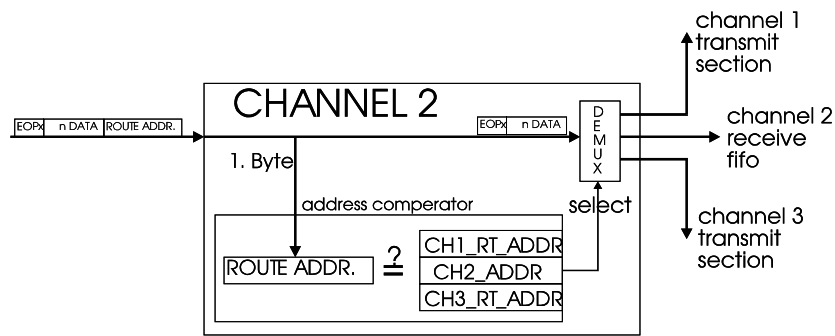 channel 1
transmit
section
CHANNEL 2
EOPx n DATA ROUTE ADDR.
EOPx n DATA
DEMUX
channel 2
receive
fifo
1. Byte
address comperator
select
channel 3
transmit
section
ROUTE ADDR.
?
=
CH1_RT_ADDR
CH2_ADDR
CH3_RT_ADDR